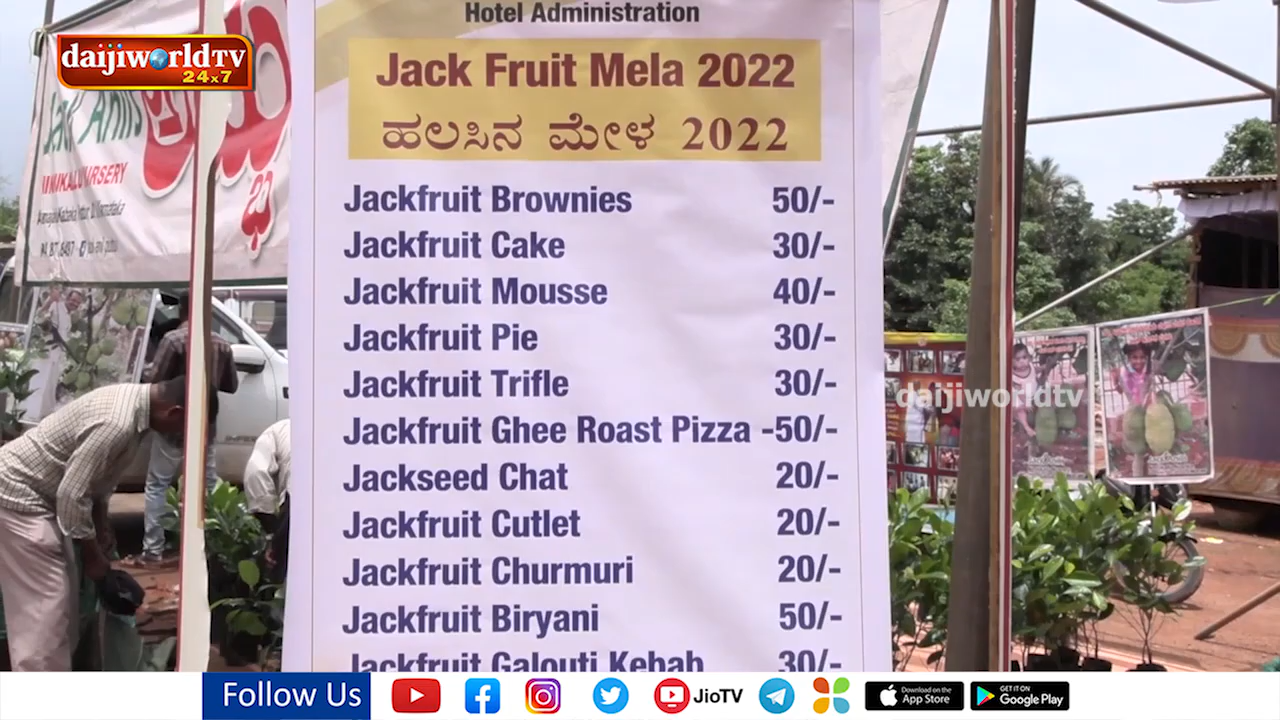 Hotel Administration
daijiworldTV
24x7
Jack Fruit Mela 2022
ಹಲಸಿನ ಮೇಳ 2022
Jackfruit Brownies 50/-
Jackfruit Cake 30/-
Jackfruit Mousse 40/-
Jackfruit Pie 30/-
Jackfruit Trifle 30/-
Jackfruit Ghee Roast Pizza -50/-
Jackseed Chat 20/-
Jackfruit Cutlet 20/-
Jackfruit Churmuri 20/-
Jackfruit Biryani 50/-
Jackfruit Galouti Kebab 30/-
daijiworldtv
Follow Us JioTV Download on the App Store GET IT ON Google Play